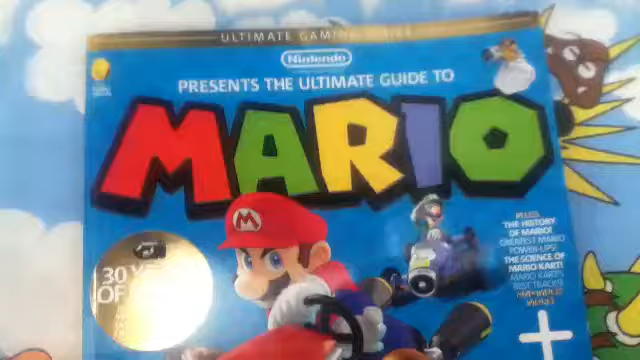 ULTIMATE GAMING
Nintendo
PRESENTS THE ULTIMATE GUIDE TO
MARIO
M
30
OF
PLUS
THE HISTORY
OF MARIO!
GREATEST MARIO
POWER-UPS!
THE SCIENCE OF
MARIO KART!
MARIO KART'S
BEST TRACKS!
+